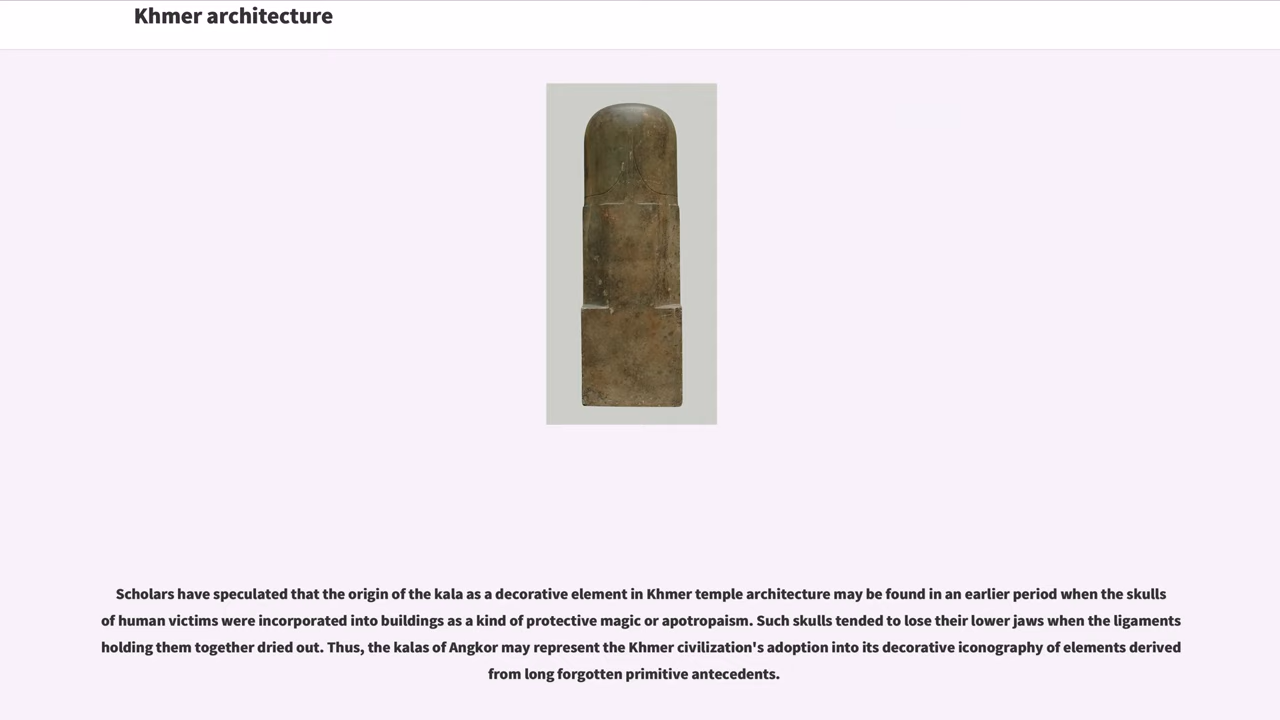 Khmer architecture
Scholars have speculated that the origin of the kala as a decorative element in Khmer temple architecture may be found in an earlier period when the skulls
of human victims were incorporated into buildings as a kind of protective magic or apotropaism. Such skulls tended to lose their lower jaws when the ligaments
holding them together dried out. Thus, the kalas of Angkor may represent the Khmer civilization's adoption into its decorative iconography of elements derived
from long forgotten primitive antecedents.